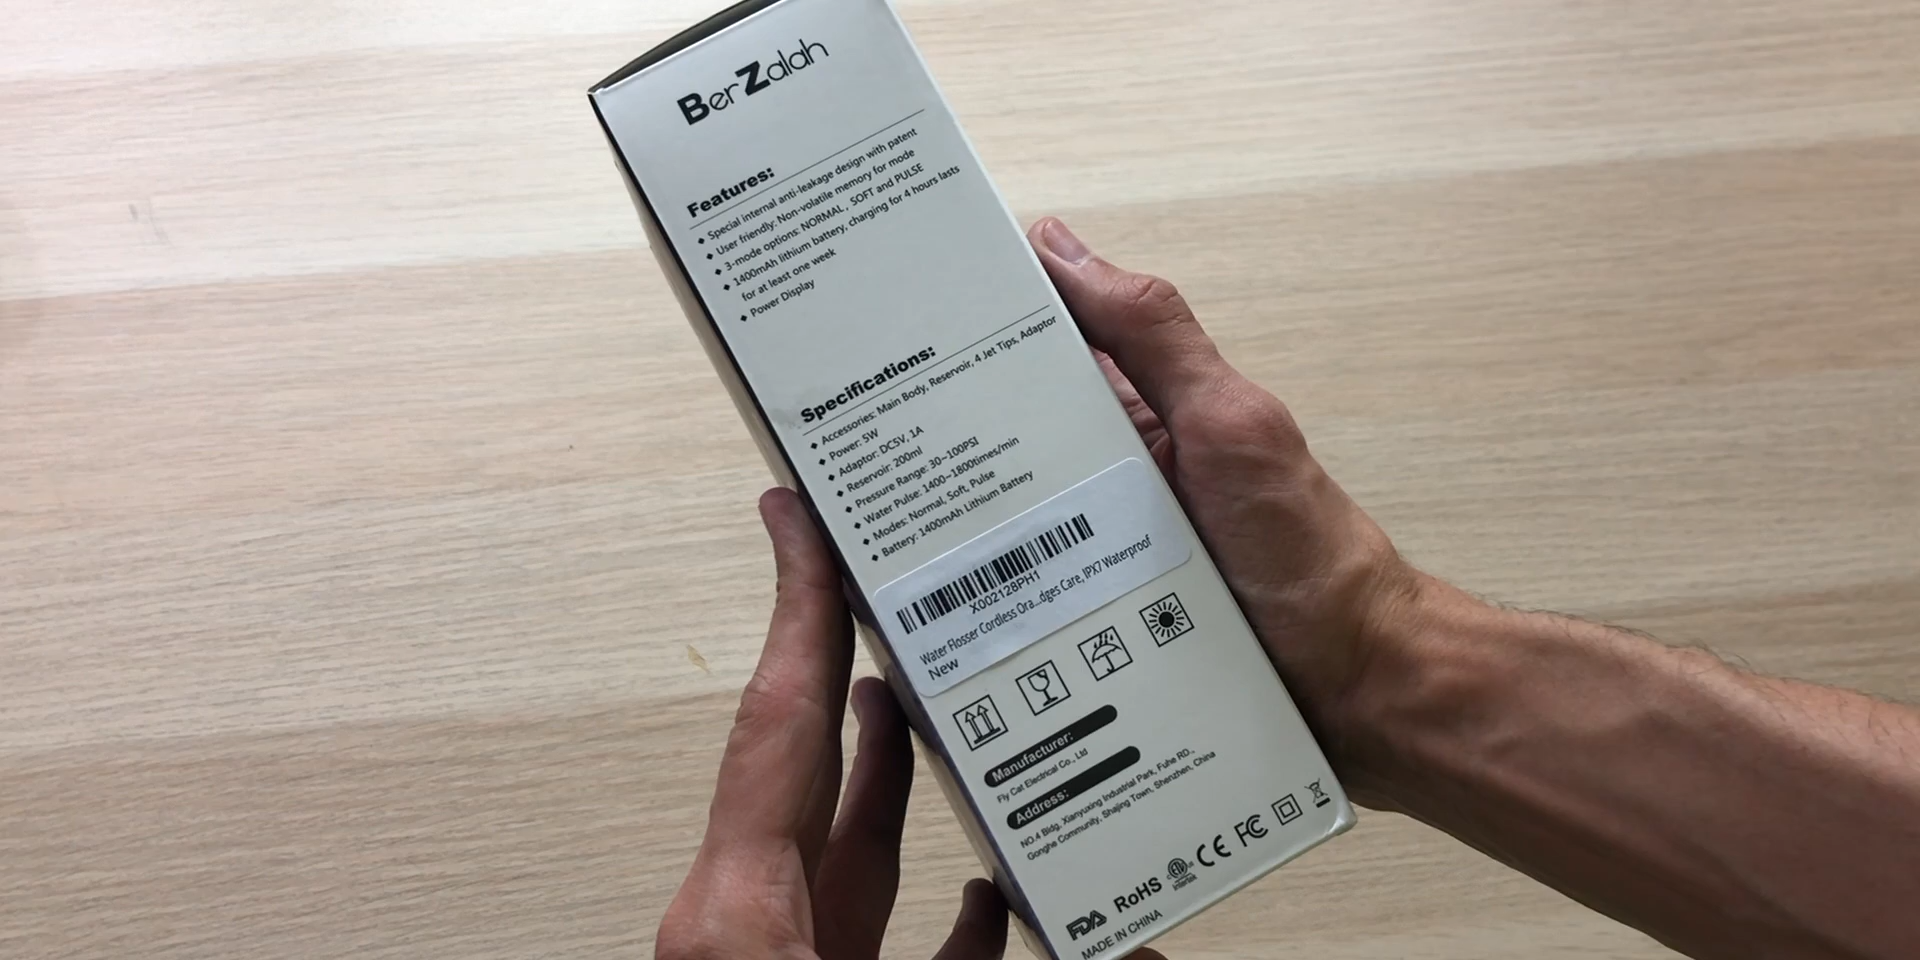 BerZalah
Features:
◆ Special internal anti-leakage design with patent
◆ User friendly: Non-volatile memory for mode
◆ 3-mode options: NORMAL, SOFT and PULSE
◆ 1400mAh lithium battery, charging for 4 hours lasts
for at least one week
◆ Power Display
Specifications:
◆ Accessories: Main Body, Reservoir, 4 Jet Tips, Adaptor
◆ Power: 5W
◆ Adaptor: DC5V, 1A
◆ Reservoir: 200ml
◆ Pressure Range: 30~100PSI
◆ Water Pulse: 1400~1800times/min
◆ Modes: Normal, Soft, Pulse
◆ Battery: 1400mAh Lithium Battery
X002128PH1
Water Flosser Cordless Ora...dges Care, IPX7 Waterproof
New
Manufacturer:
Fly Cat Electrical Co., Ltd
Address:
NO.4 Bldg, Xianyuxing Industrial Park, Fuhe RD.,
Gonghe Community, Shajing Town, Shenzhen, China
FDA RoHS ETL Intertek CE FC
MADE IN CHINA